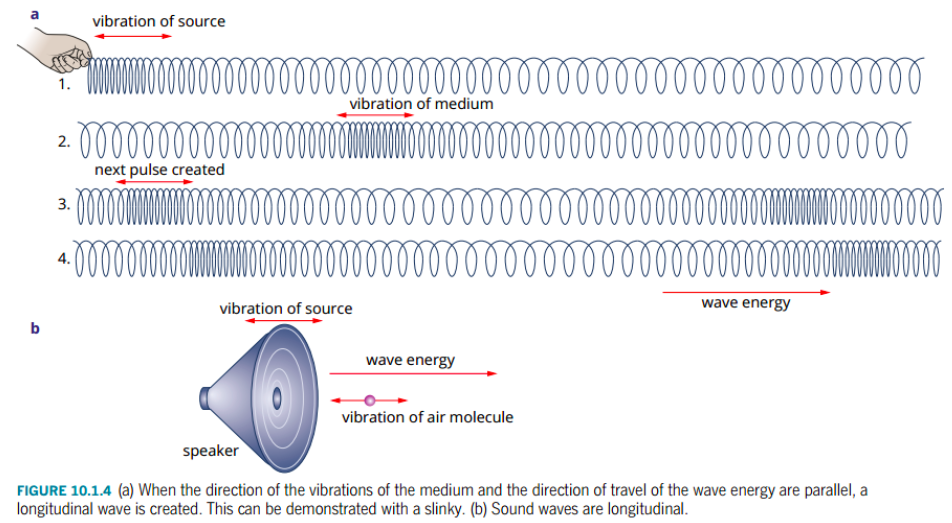 a
vibration of source
1.
vibration of medium
2.
next pulse created
3.
4.
wave energy
b
vibration of source
wave energy
vibration of air molecule
speaker
FIGURE 10.1.4 (a) When the direction of the vibrations of the medium and the direction of travel of the wave energy are parallel, a
longitudinal wave is created. This can be demonstrated with a slinky. (b) Sound waves are longitudinal.